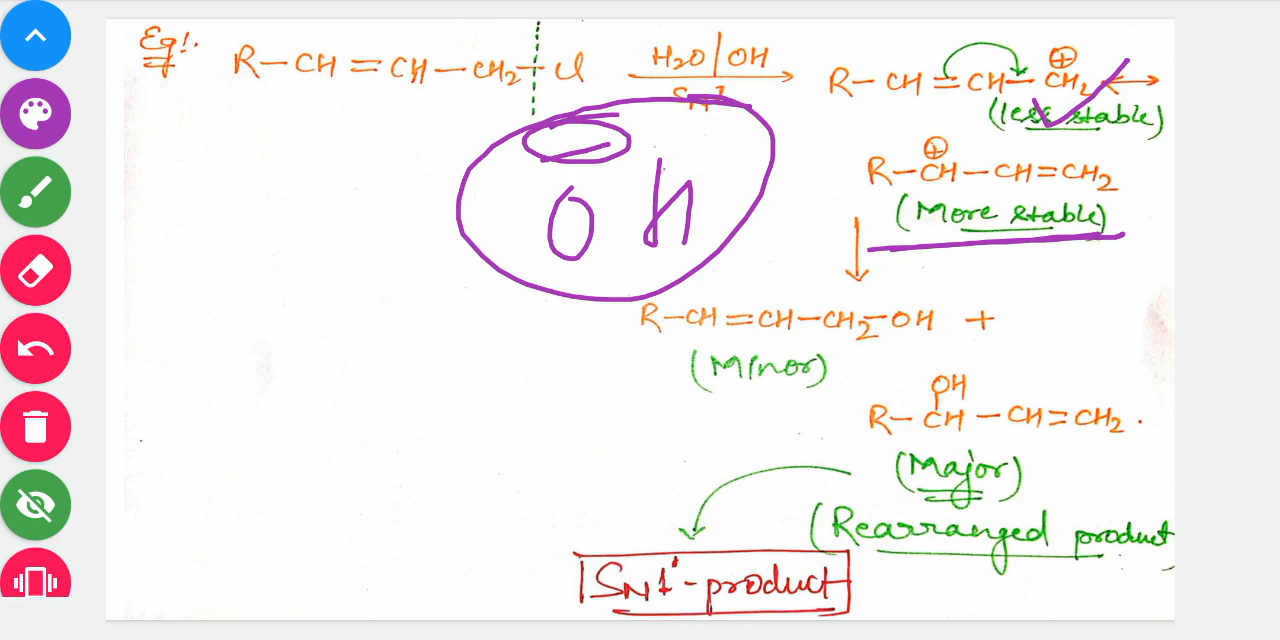 Eg:.
R-CH=CH-CH₂-Cl H₂O/OH SN1 R-CH=CH-CH₂⊕ ↔
(less stable)
R-CH⊕-CH=CH₂
(More stable)
OH
R-CH=CH-CH₂-OH +
(Minor)
OH
R-CH-CH=CH₂.
(Major)
(Rearranged product
SN1'-product